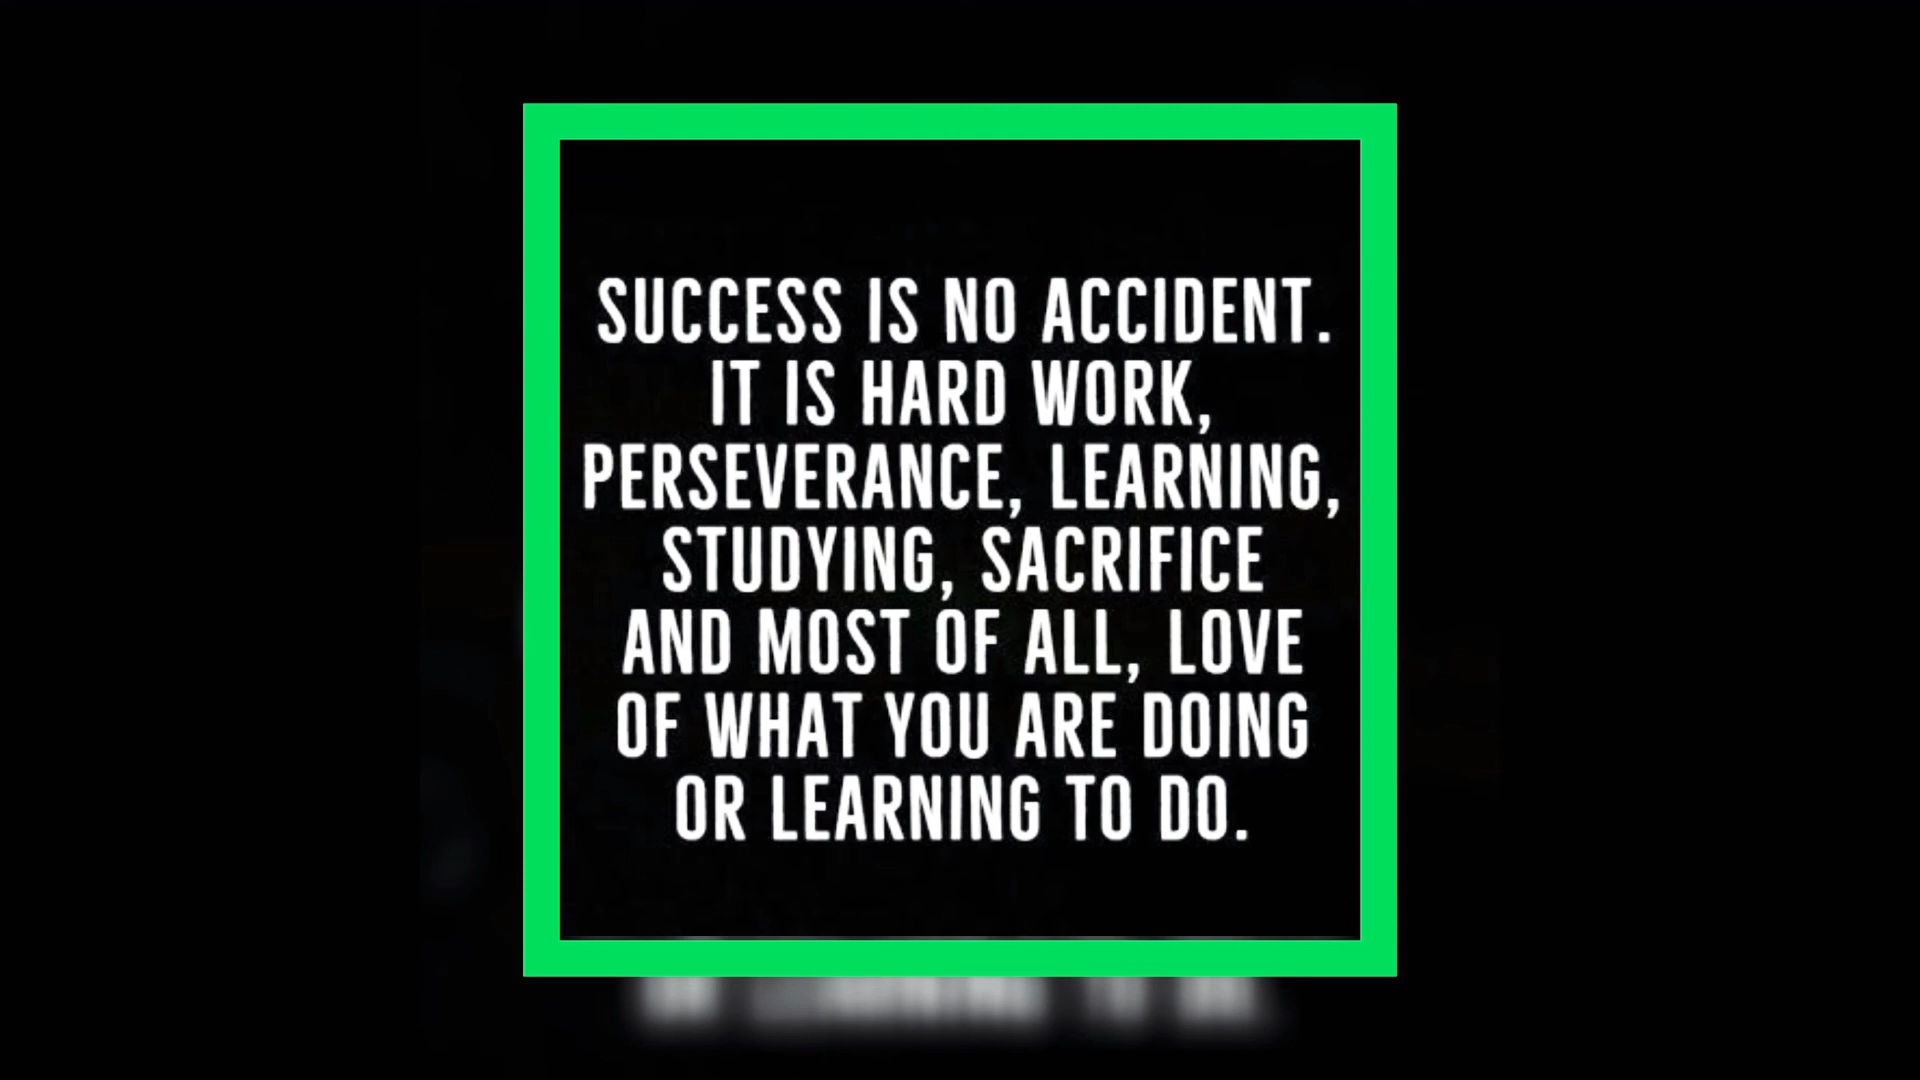 SUCCESS IS NO ACCIDENT.
IT IS HARD WORK,
PERSEVERANCE, LEARNING,
STUDYING, SACRIFICE
AND MOST OF ALL, LOVE
OF WHAT YOU ARE DOING
OR LEARNING TO DO.